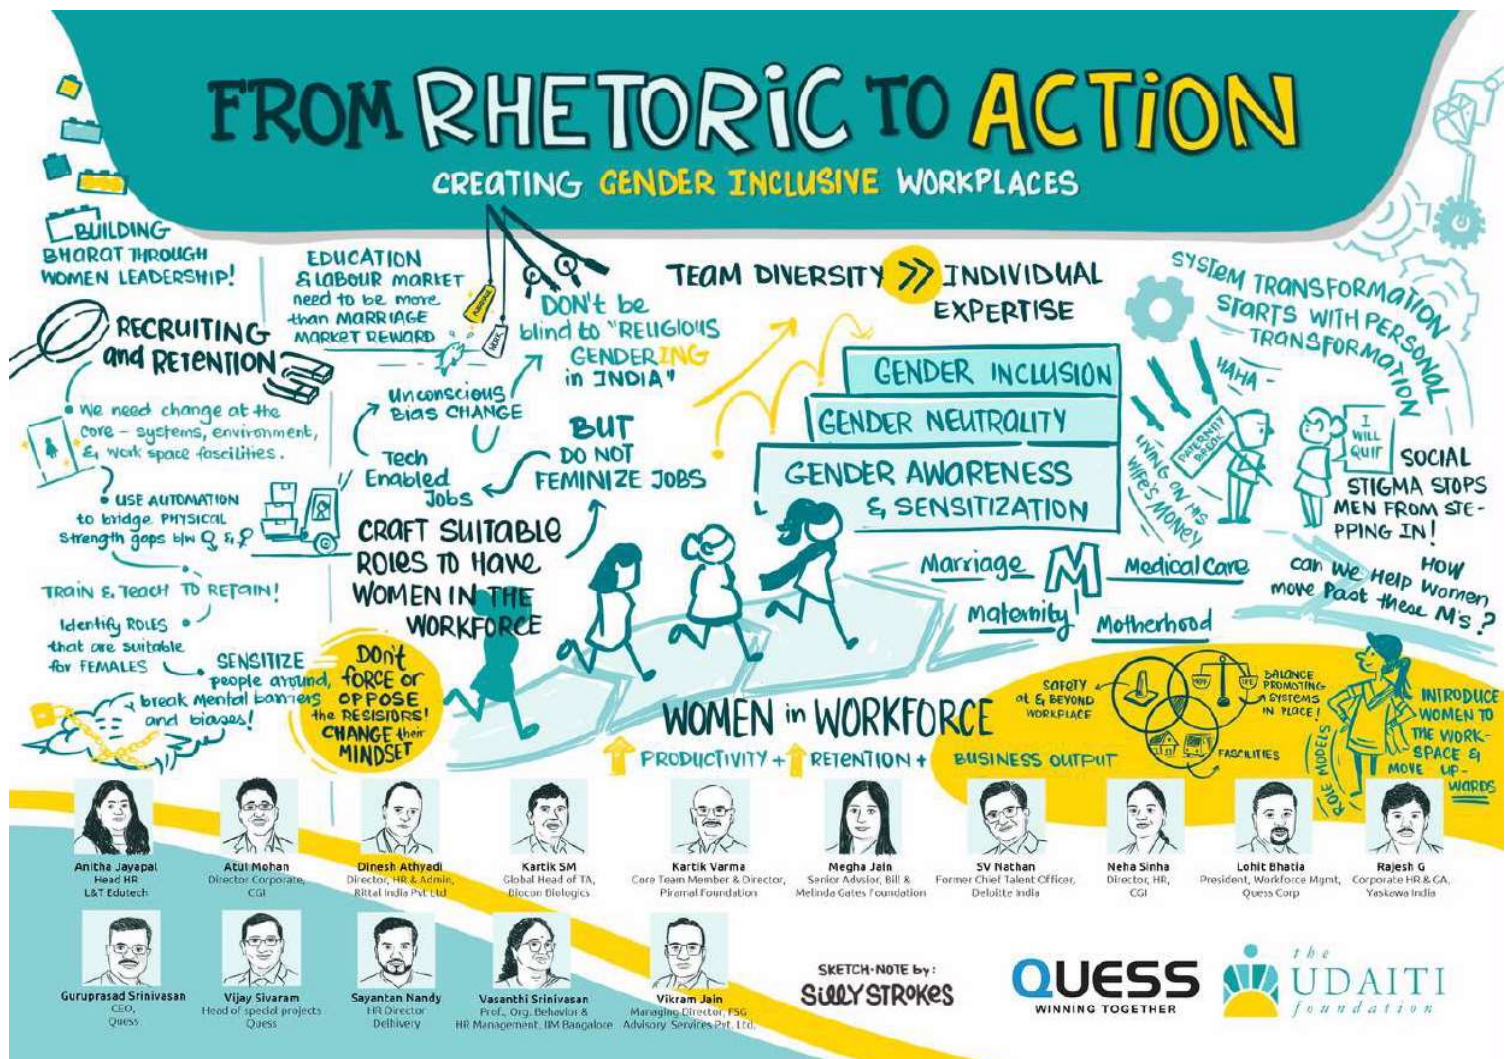 FROM RHETORIC TO ACTION
CREATING GENDER INCLUSIVE WORKPLACES
BUILDING
BHARAT THROUGH
WOMEN LEADERSHIP!
RECRUITING
and RETENTION
We need change at the
core - systems, environment,
& work space fascilities.
USE AUTOMATION
to bridge PHYSICAL
Strength gaps b/w ♀ & ♀
TRAIN & TEACH TO RETAIN!
Identify ROLES
that are suitable
for FEMALES
SENSITIZE
people around,
break Mental barriers
and biases!
EDUCATION
& LABOUR MARKET
need to be more
than MARRIAGE
MARKET REWARD
MARRIAGE
WORK
DON't be
blind to "RELIGIOUS
GENDERING
in INDIA"
Unconscious
Bias CHANGE
Tech
Enabled
Jobs
BUT
DO NOT
FEMINIZE JOBS
CRAFT SUITABLE
ROLES TO HAVE
WOMEN IN THE
WORKFORCE
DON't
FORCE or
OPPOSE
the RESISTORS!
CHANGE their
MINDSET
TEAM DIVERSITY >> INDIVIDUAL
EXPERTISE
GENDER INCLUSION
GENDER NEUTRALITY
GENDER AWARENESS
& SENSITIZATION
SYSTEM TRANSFORMATION
STARTS WITH PERSONAL
TRANSFORMATION
HAHA -
PATERNITY
BREAK
LIVING ON HIS
WIFE'S MONEY
I
WILL
QUIT
SOCIAL
STIGMA STOPS
MEN FROM STE-
PPING IN!
Marriage M Medical Care
Maternity! Motherhood
HOW
can we Help Women
move Past these M's?
WOMEN in WORKFORCE
PRODUCTIVITY + RETENTION + BUSINESS OUTPUT
SAFETY
at & BEYOND
WORKPLACE
BALANCE
PROMOTING
SYSTEMS
IN PLACE!
FASCILITIES
ROLE MODELS
INTRODUCE
WOMEN TO
THE WORK-
SPACE &
MOVE UP-
WARDS
Anitha Jayapal
Head HR
L&T Edutech
Atul Mohan
Director Corporate,
CGI
Dinesh Athyadi
Director, HR & Admin,
Rittal India Pvt Ltd
Kartik SM
Global Head of TA,
Biocon Biologics
Kartik Varma
Core Team Member & Director,
Piramal Foundation
Megha Jain
Senior Advsior, Bill &
Melinda Gates Foundation
SV Nathan
Former Chief Talent Officer,
Deloitte India
Neha Sinha
Director, HR,
CGI
Lohit Bhatia
President, Workforce Mgmt,
Quess Corp
Rajesh G
Corporate HR & GA,
Yaskawa India
Guruprasad Srinivasan
CEO,
Quess
Vijay Sivaram
Head of special projects
Quess
Sayantan Nandy
HR Director
Delhivery
Vasanthi Srinivasan
Prof., Org. Behavior &
HR Management, IIM Bangalore
Vikram Jain
Managing Director, FSG
Advisory Services Pvt. Ltd.
SKETCH-NOTE by:
SillY STROKES
QUESS
WINNING TOGETHER
the
UDAITI
foundation